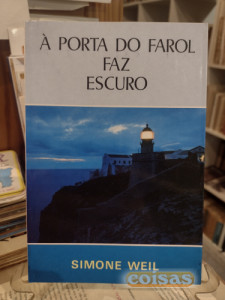 À PORTA DO FAROL
FAZ
ESCURO
SIMONE WEIL
coisas